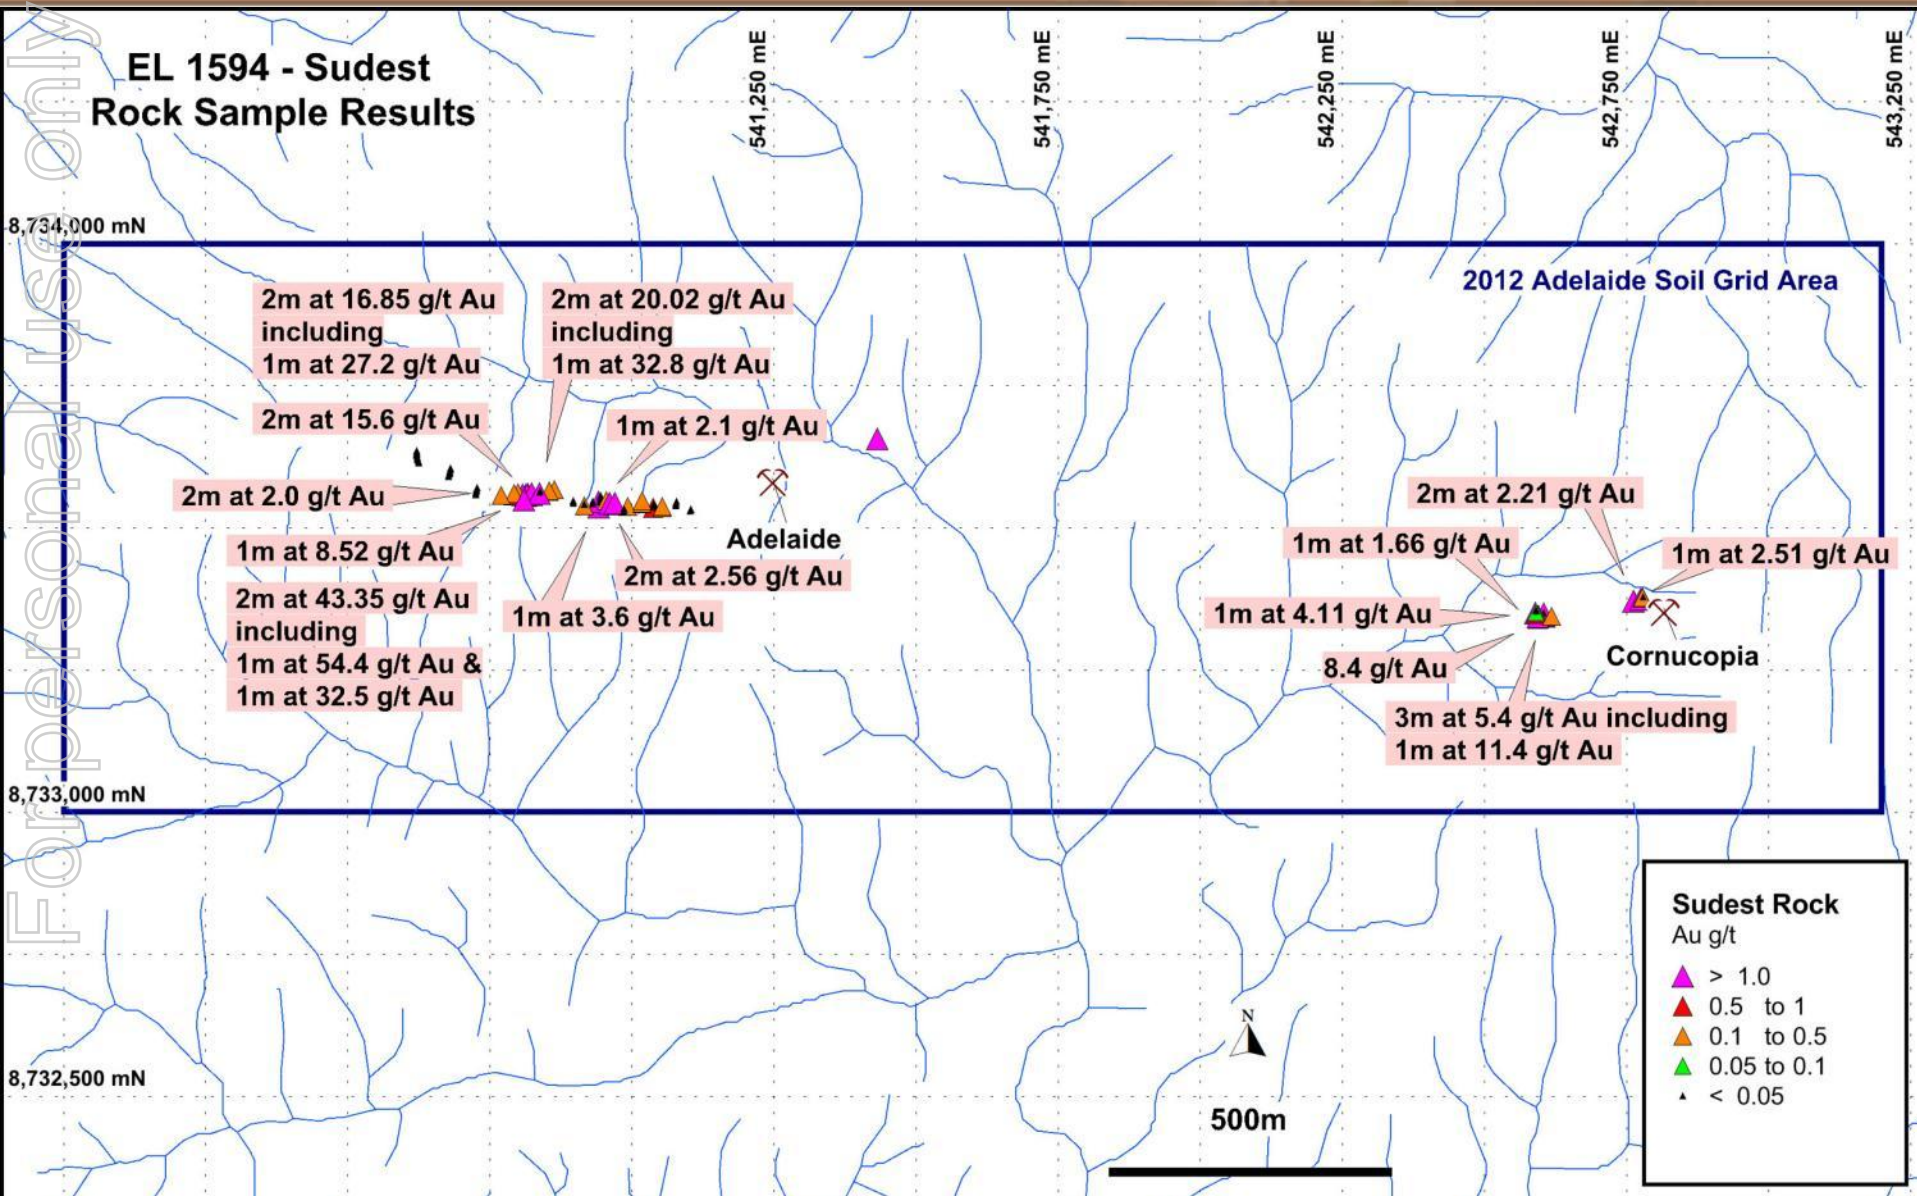 For personal use only
EL 1594 - Sudest
Rock Sample Results
541,250 mE
541,750 mE
542,250 mE
542,750 mE
543,250 mE
8,734,000 mN
2012 Adelaide Soil Grid Area
2m at 16.85 g/t Au
including
1m at 27.2 g/t Au
2m at 20.02 g/t Au
including
1m at 32.8 g/t Au
2m at 15.6 g/t Au
1m at 2.1 g/t Au
2m at 2.0 g/t Au
Adelaide
1m at 8.52 g/t Au
2m at 2.56 g/t Au
2m at 43.35 g/t Au
including
1m at 54.4 g/t Au &
1m at 32.5 g/t Au
1m at 3.6 g/t Au
2m at 2.21 g/t Au
1m at 1.66 g/t Au
1m at 2.51 g/t Au
1m at 4.11 g/t Au
8.4 g/t Au
Cornucopia
3m at 5.4 g/t Au including
1m at 11.4 g/t Au
8,733,000 mN
8,732,500 mN
N
500m
Sudest Rock
Au g/t
> 1.0
0.5 to 1
0.1 to 0.5
0.05 to 0.1
< 0.05